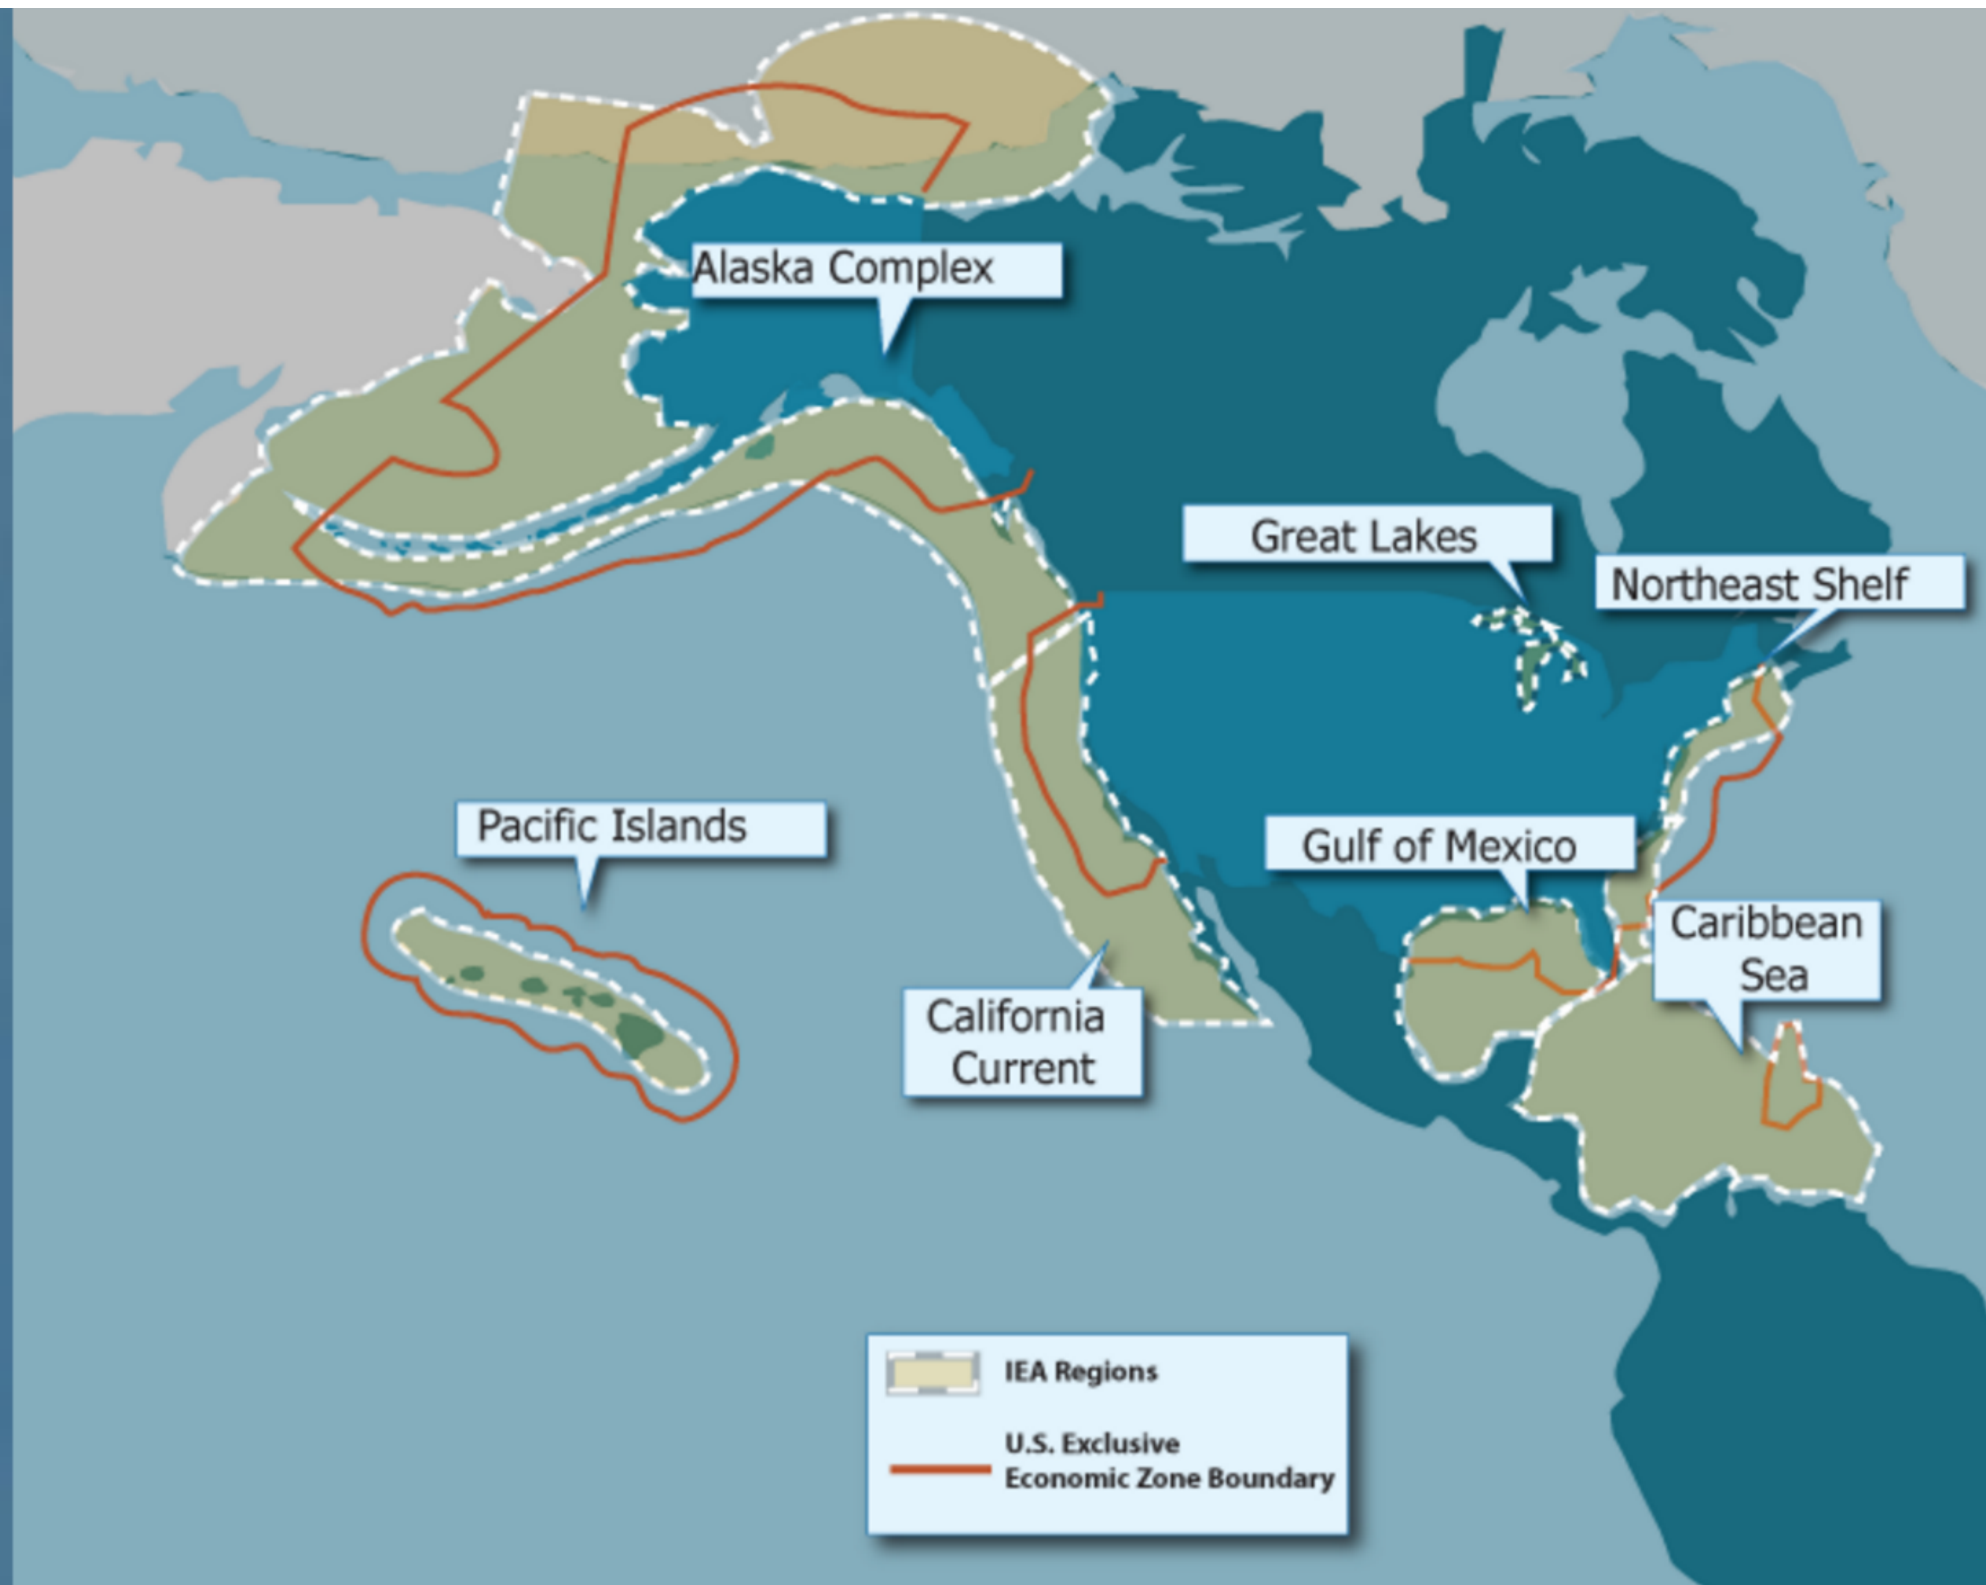 Alaska Complex
Great Lakes
Northeast Shelf
Pacific Islands
Gulf of Mexico
Caribbean
Sea
California
Current
IEA Regions
U.S. Exclusive
Economic Zone Boundary